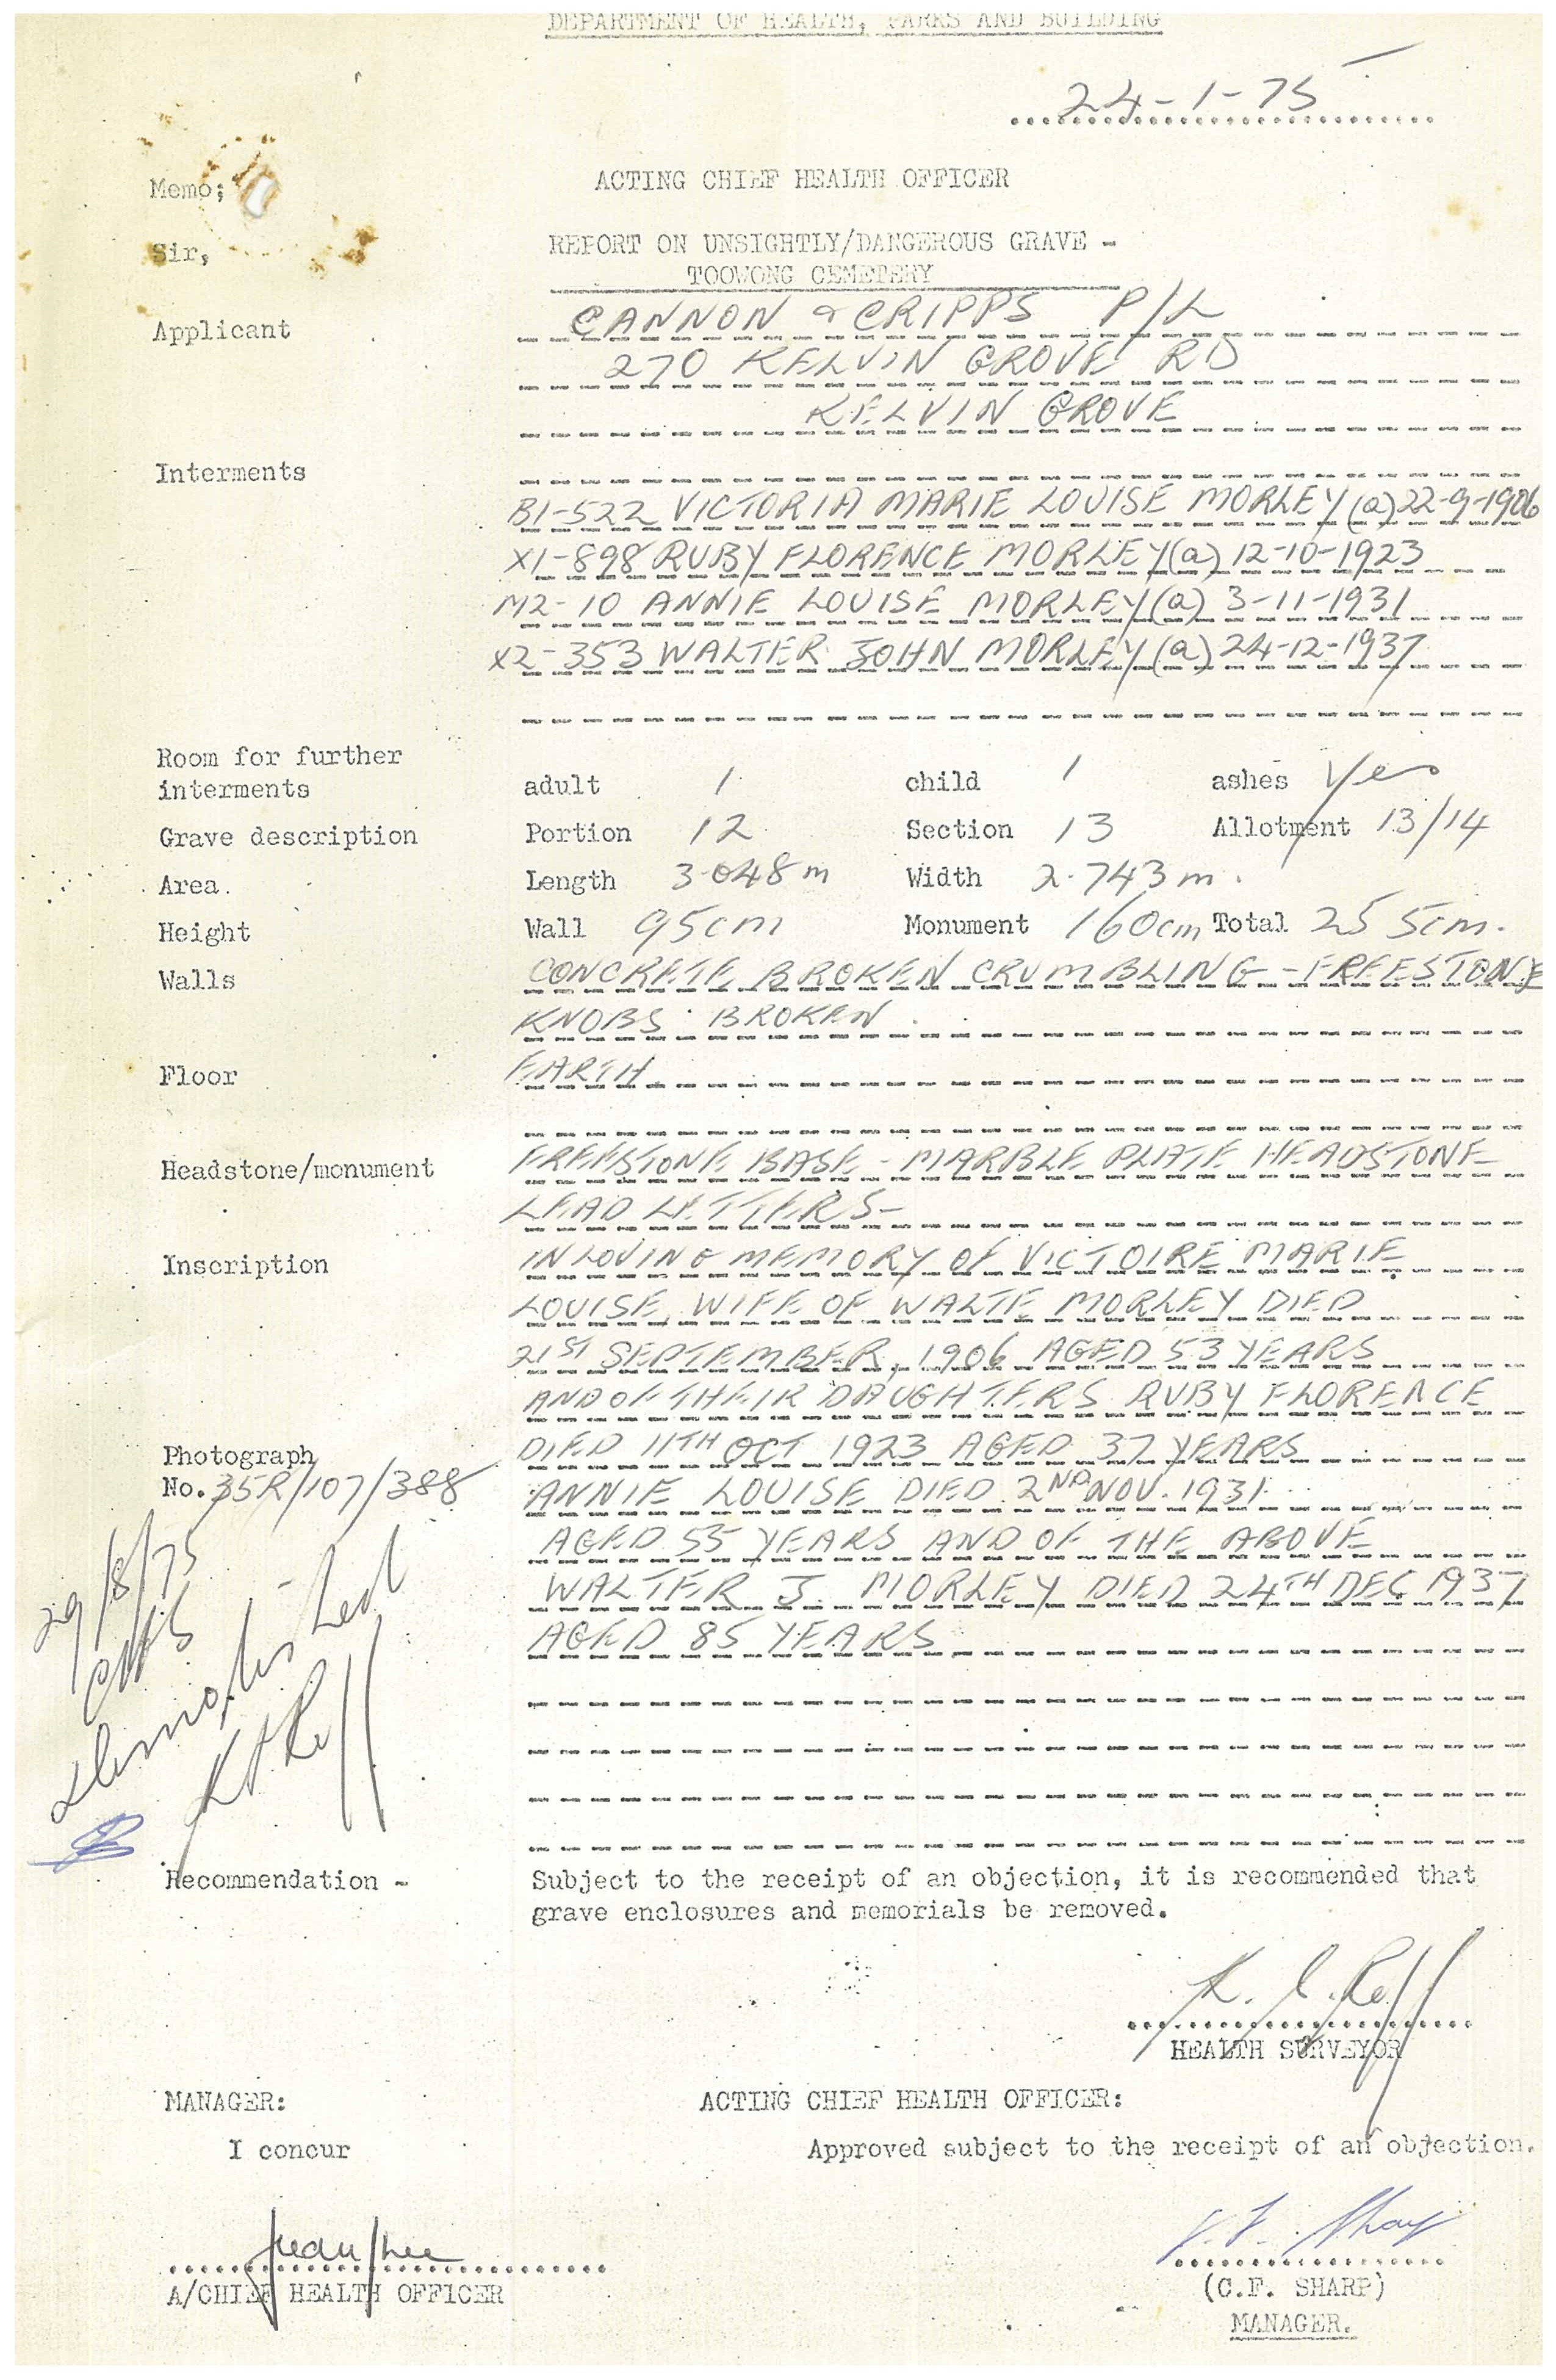 DEPARTMENT OF HEALTH, PARKS AND BUILDING
24-1-75
Memo; ACTING CHIEF HEALTH OFFICER
Sir, REPORT ON UNSIGHTLY/DANGEROUS GRAVE -
TOOWONG CEMETERY
Applicant CANNON & CRIPPS P/L
270 KELVIN GROVE RD
KELVIN GROVE
Interments
B1-522 VICTORIA MARIE LOUISE MORLEY (a) 22-9-1906
X1-898 RUBY FLORENCE MORLEY (a) 12-10-1923
M2-10 ANNIE LOUISE MORLEY (a) 3-11-1931
X2-353 WALTER JOHN MORLEY (a) 24-12-1937
Room for further
interments adult 1 child 1 ashes Yes
Grave description Portion 12 Section 13 Allotment 13/14
Area. Length 3.048 m Width 2.743 m.
Height Wall 95cm Monument 160cm Total 255cm.
Walls CONCRETE BROKEN CRUMBLING - FREESTONE
KNOBS BROKEN
Floor EARTH
Headstone/monument FREESTONE BASE - MARBLE PLATE HEADSTONE
LEAD LETTERS-
Inscription IN LOVING MEMORY OF VICTOIRE MARIE
LOUISE, WIFE OF WALTE MORLEY DIED
21ST SEPTEMBER, 1906 AGED 53 YEARS
AND OF THEIR DAUGHTERS RUBY FLORENCE
Photograph DIED 11TH OCT 1923 AGED 37 YEARS
No. 35R/107/388 ANNIE LOUISE DIED 2ND NOV. 1931
AGED 55 YEARS AND OF THE ABOVE
WALTER J. MORLEY DIED 24TH DEC 1937
AGED 85 YEARS
29/8/75
Demolished
K. C. Roff
Recommendation - Subject to the receipt of an objection, it is recommended that
grave enclosures and memorials be removed.
K. C. Roff
HEALTH SURVEYOR
MANAGER: ACTING CHIEF HEALTH OFFICER:
I concur Approved subject to the receipt of an objection.
C. F. Sharp
A/CHIEF HEALTH OFFICER (C.F. SHARP)
MANAGER.